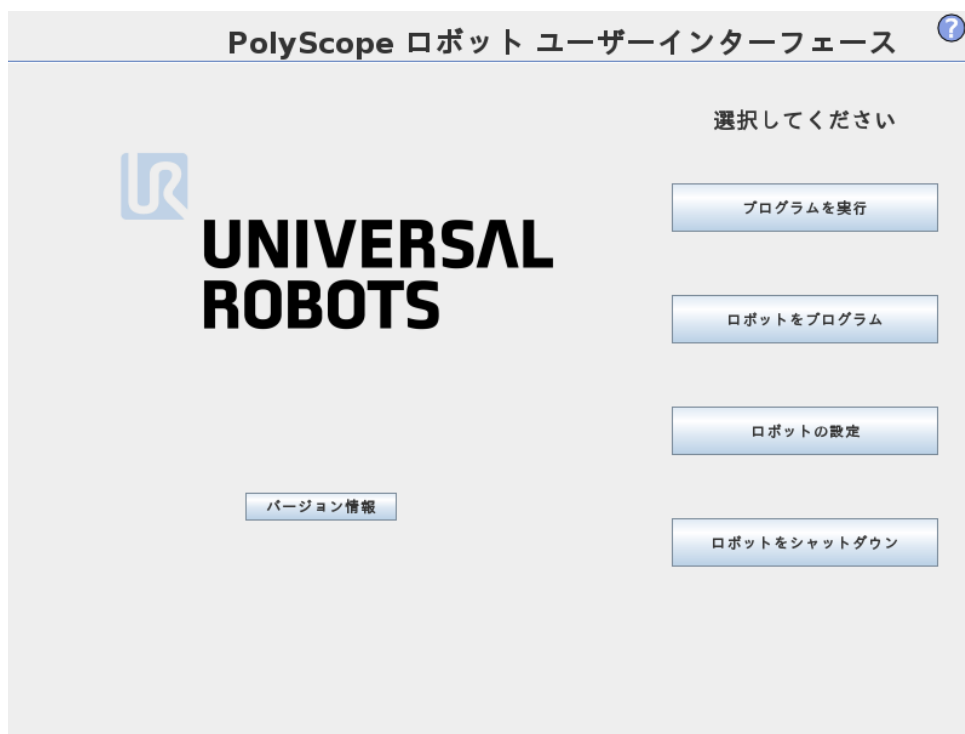 PolyScope ロボット ユーザーインターフェース
?
選択してください
UR
UNIVERSAL
ROBOTS
プログラムを実行
ロボットをプログラム
ロボットの設定
バージョン情報
ロボットをシャットダウン